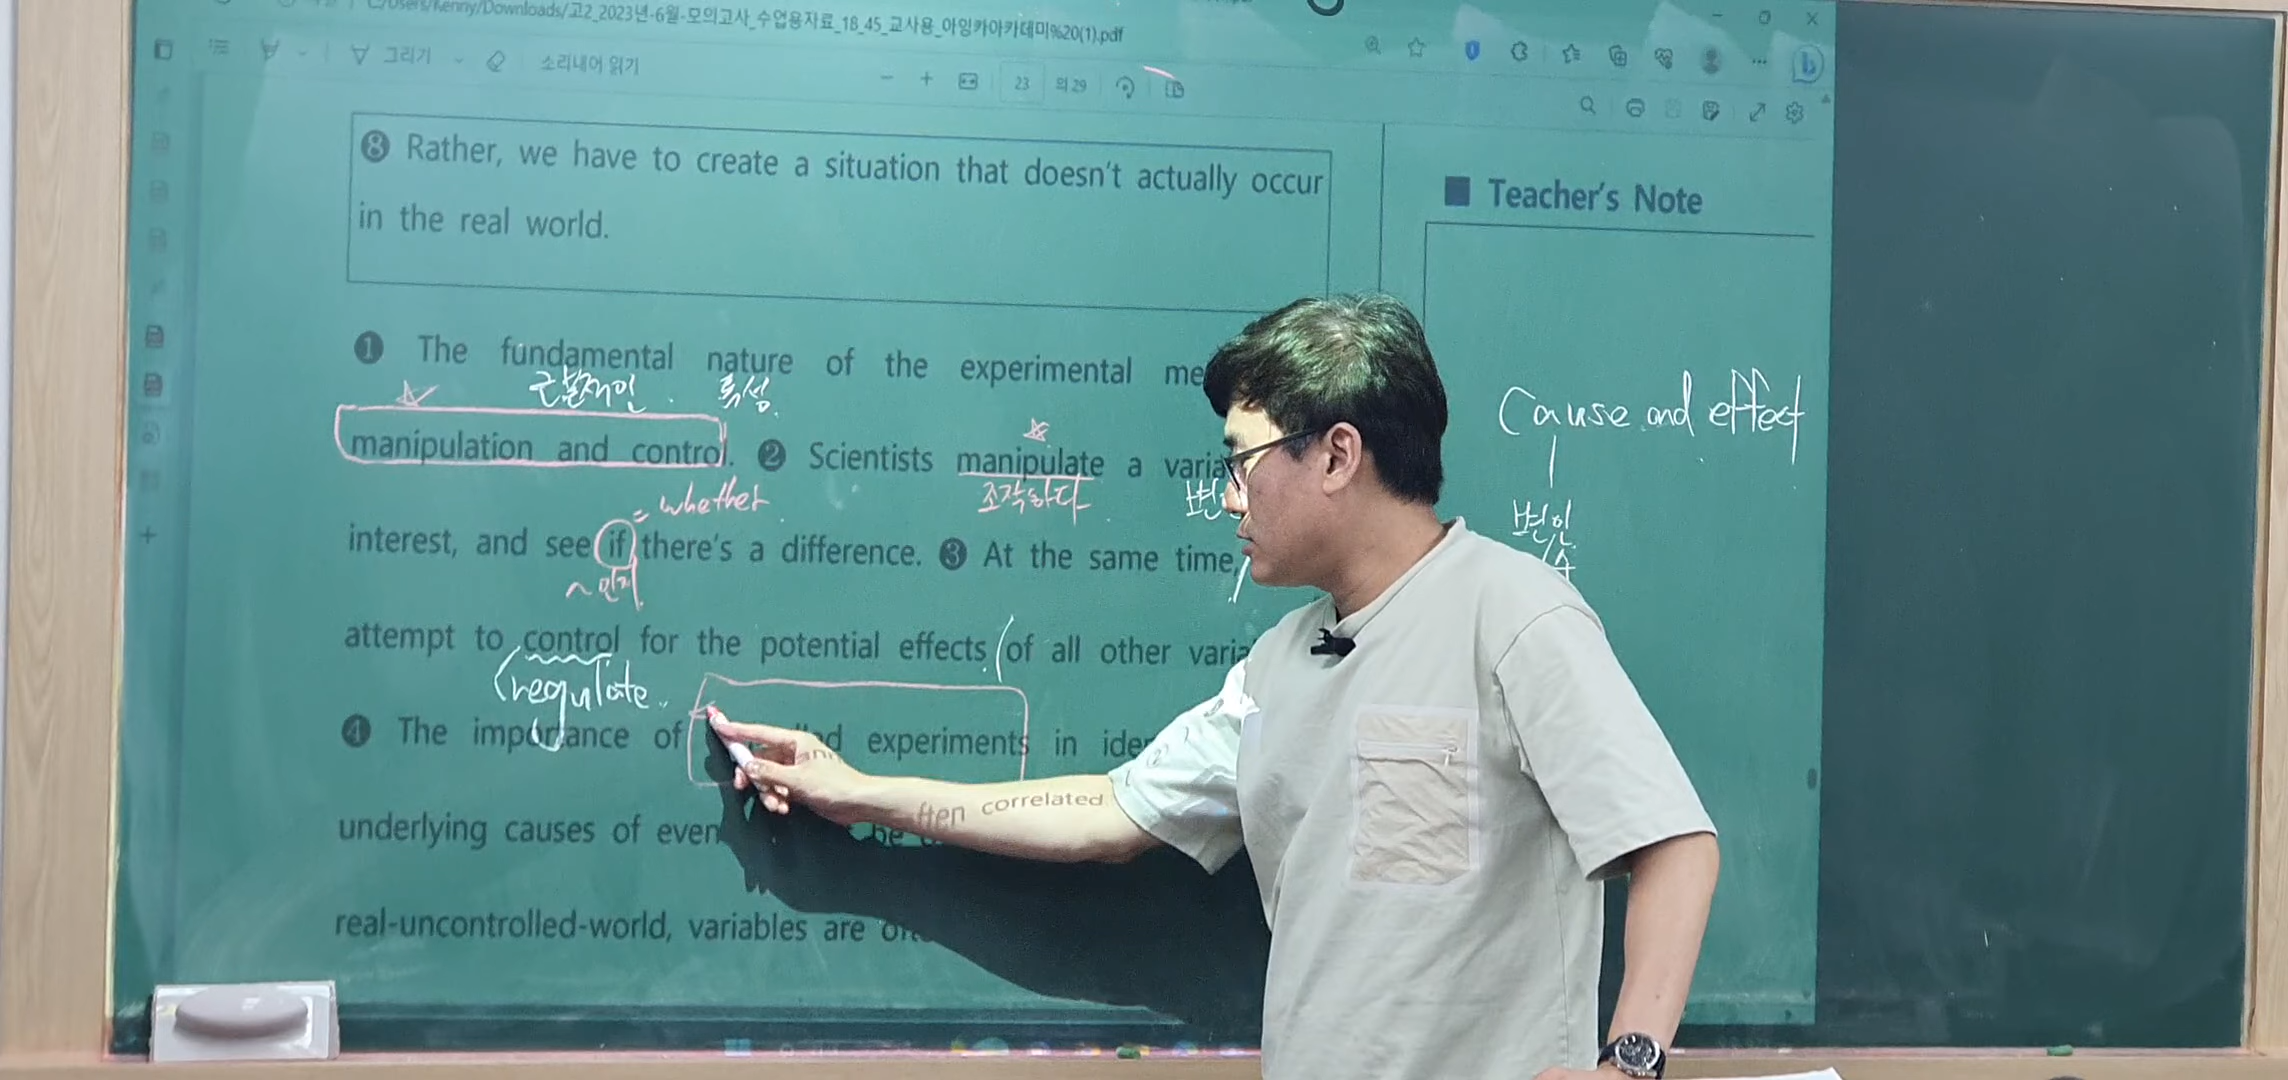 C:/Users/Kenny/Downloads/고2_2023년-6월-모의고사_수업용자료_18_45_교사용_아잉카아카데미%20(1).pdf
그리기 소리내어 읽기
23 의 29
❽ Rather, we have to create a situation that doesn't actually occur
in the real world.
■ Teacher's Note
❶ The fundamental nature of the experimental me
근본적인 특성
manipulation and control. ❷ Scientists manipulate a varia
= whether 조작하다 변
interest, and see if there's a difference. ❸ At the same time,
~인지
attempt to control for the potential effects of all other varia
(regulate
❹ The importance of experiments in iden
ften correlated
underlying causes of even
real-uncontrolled-world, variables are
Cause and effect
변인
수